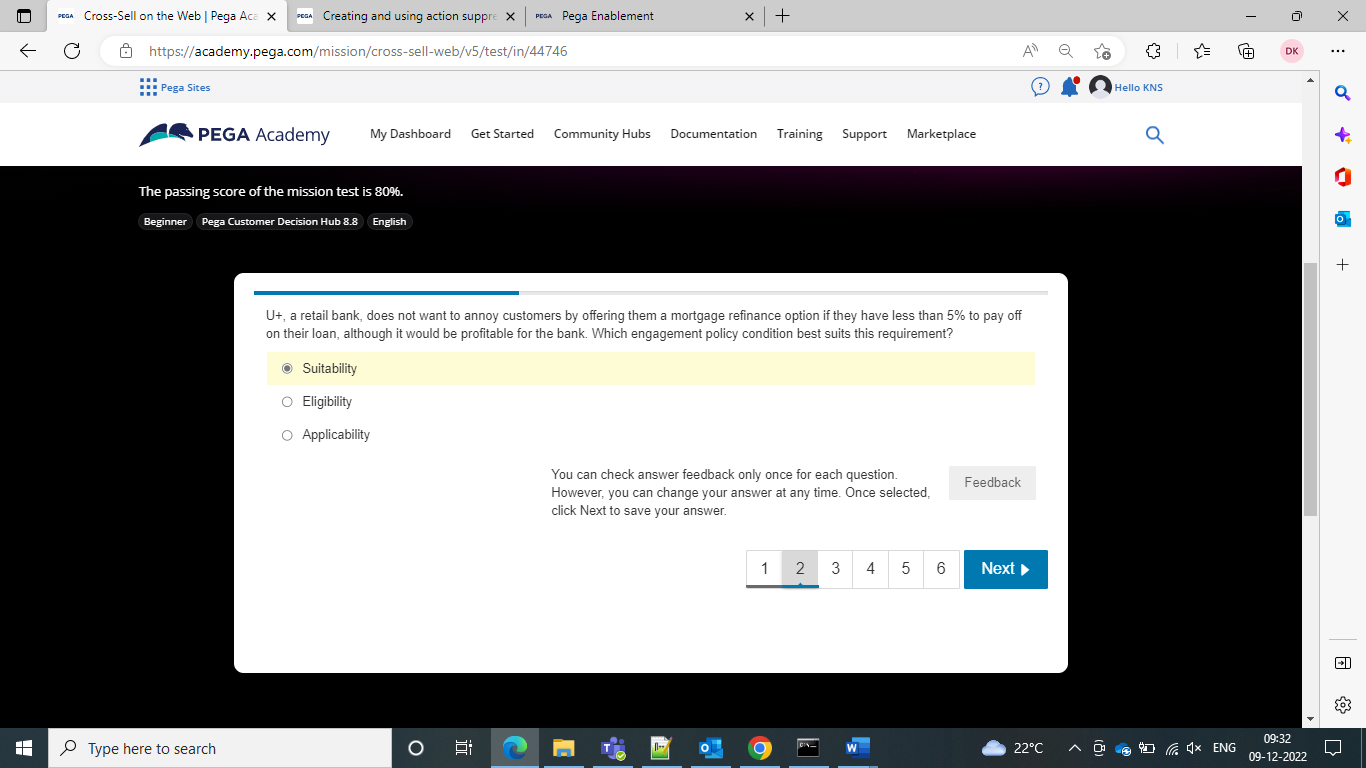 Cross-Sell on the Web | Pega Aca
Creating and using action suppre
Pega Enablement
https://academy.pega.com/mission/cross-sell-web/v5/test/in/44746
DK
Pega Sites
Hello KNS
PEGA Academy
My Dashboard Get Started Community Hubs Documentation Training Support Marketplace
The passing score of the mission test is 80%.
Beginner Pega Customer Decision Hub 8.8 English
U+, a retail bank, does not want to annoy customers by offering them a mortgage refinance option if they have less than 5% to pay off
on their loan, although it would be profitable for the bank. Which engagement policy condition best suits this requirement?
Suitability
Eligibility
Applicability
You can check answer feedback only once for each question.
However, you can change your answer at any time. Once selected,
click Next to save your answer.
Feedback
1 2 3 4 5 6 Next
Type here to search
22°C
ENG
09:32
09-12-2022